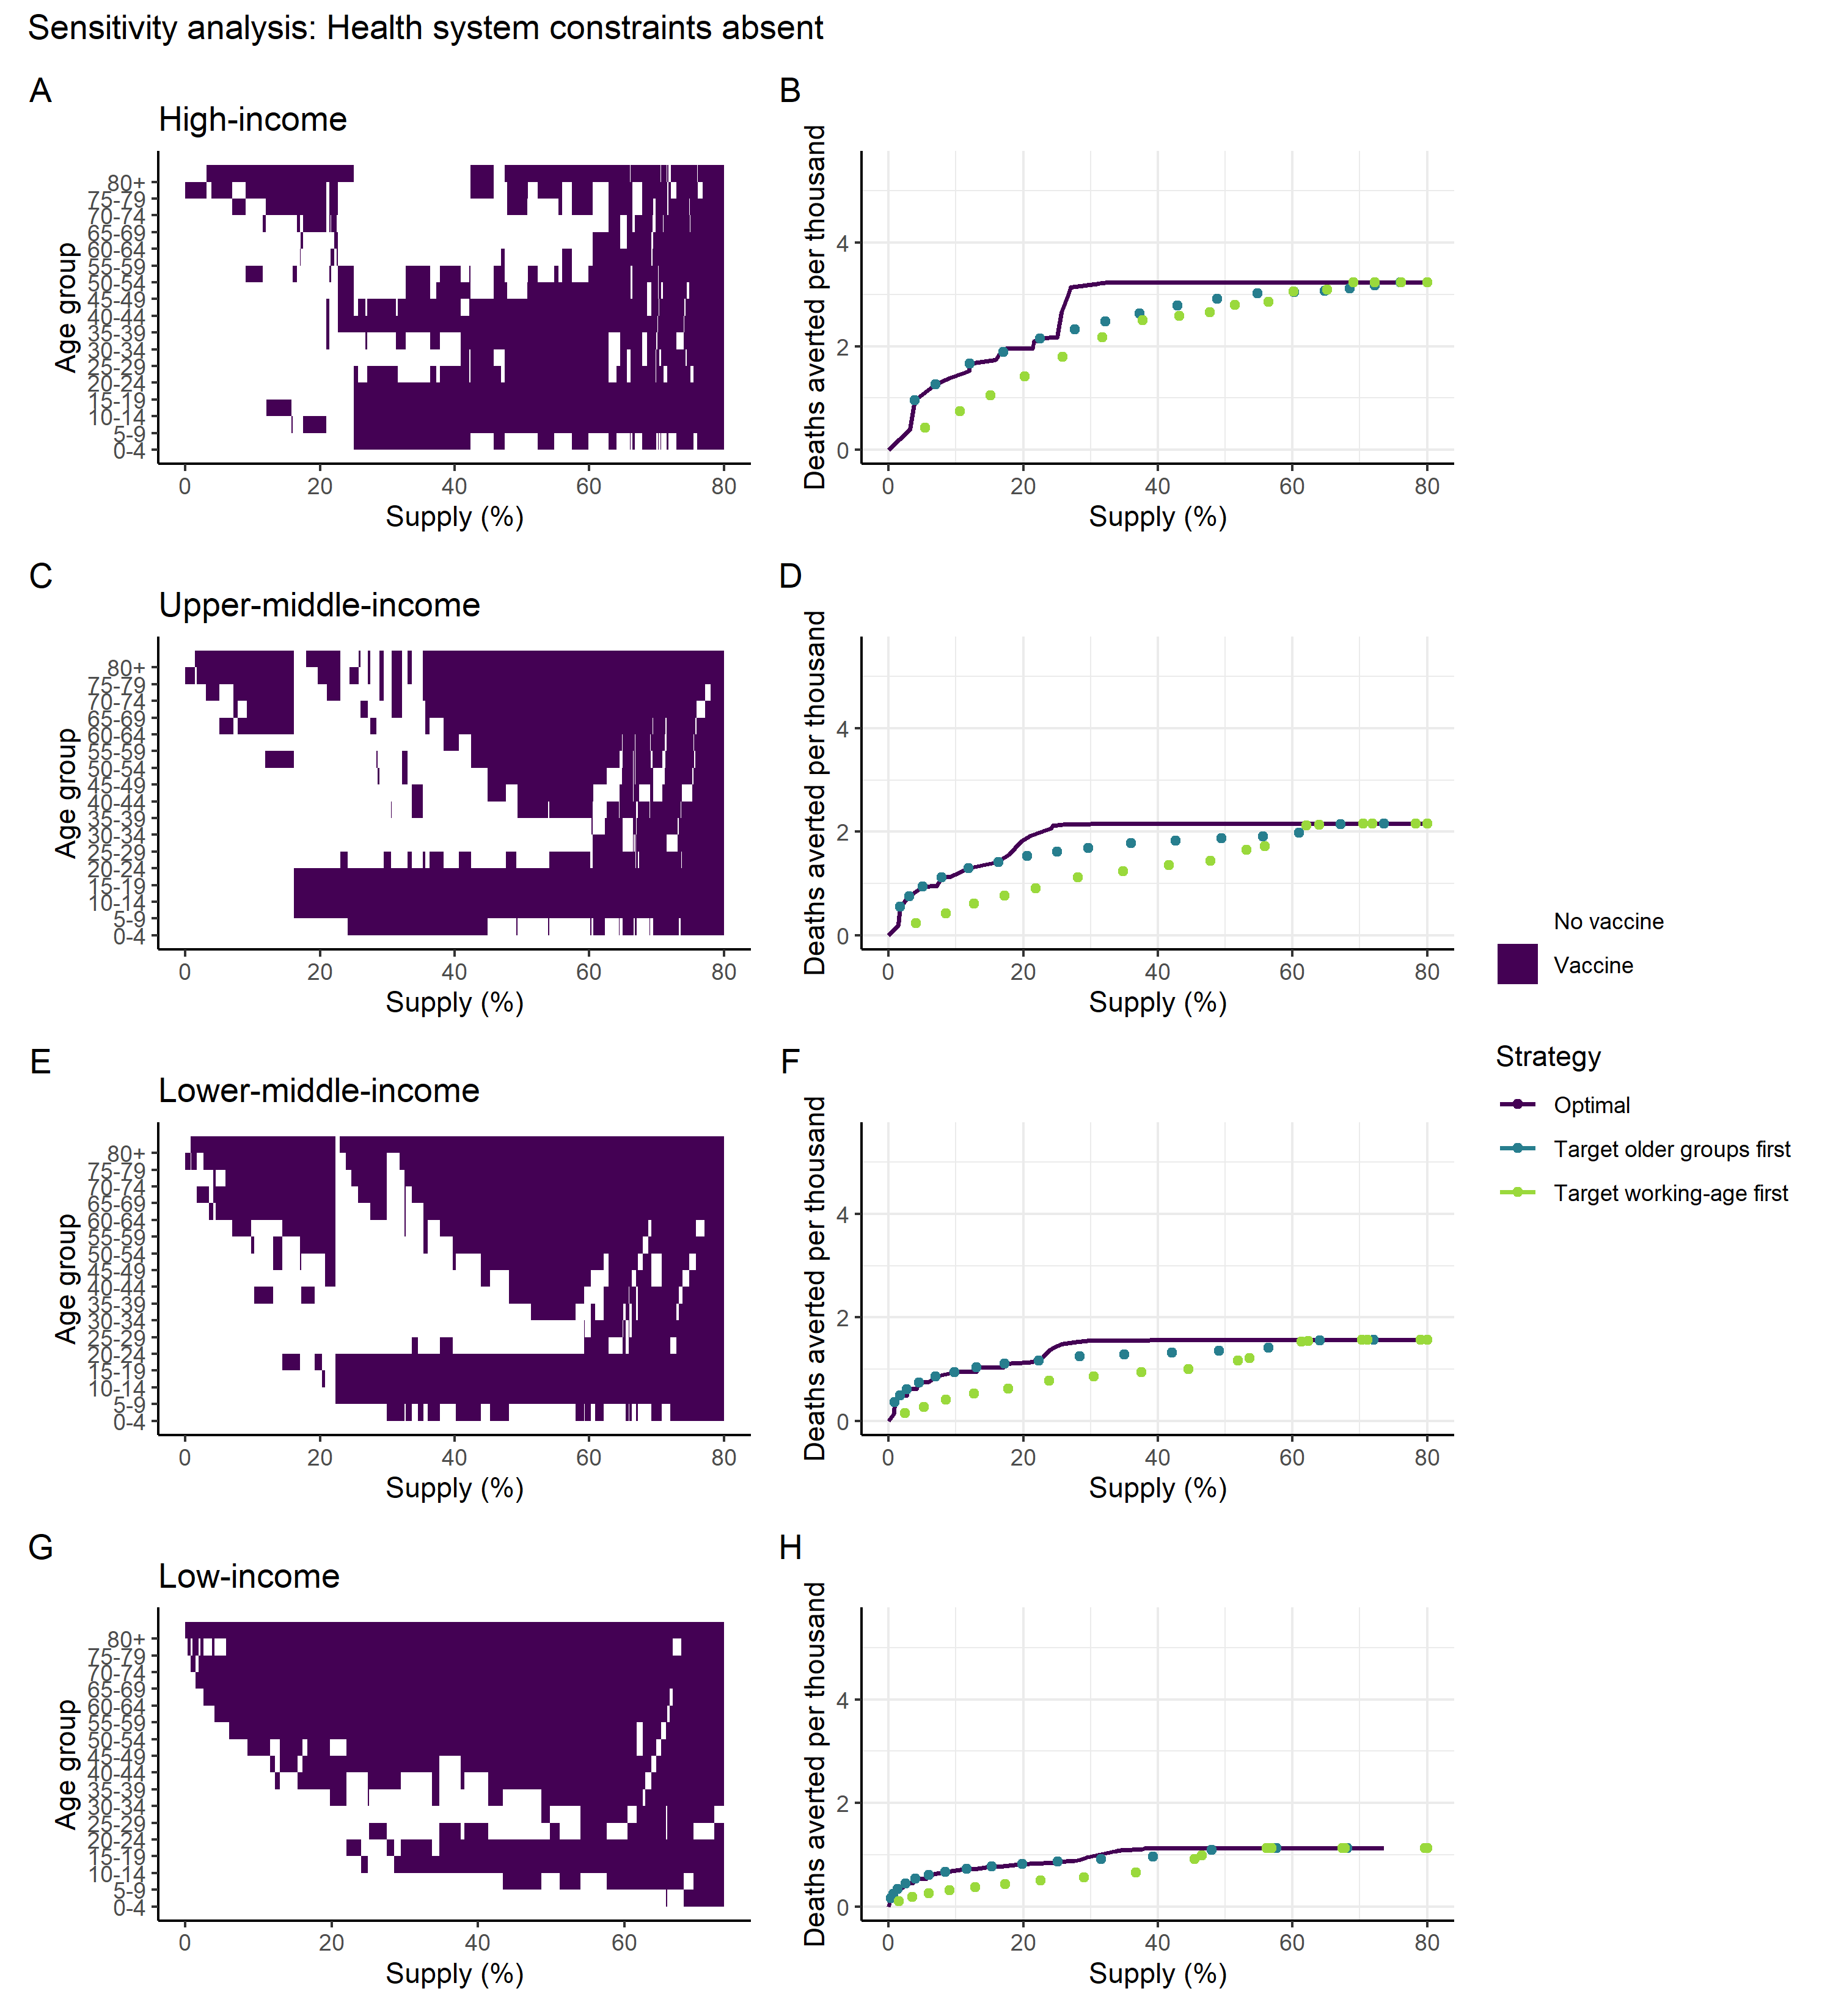 Sensitivity analysis: Health system constraints absent
A
High-income
Age group
80+
75-79
70-74
65-69
60-64
55-59
50-54
45-49
40-44
35-39
30-34
25-29
20-24
15-19
10-14
5-9
0-4
0 20 40 60 80
Supply (%)
B
Deaths averted per thousand
4
2
0
0 20 40 60 80
Supply (%)
C
Upper-middle-income
Age group
80+
75-79
70-74
65-69
60-64
55-59
50-54
45-49
40-44
35-39
30-34
25-29
20-24
15-19
10-14
5-9
0-4
0 20 40 60 80
Supply (%)
D
Deaths averted per thousand
4
2
0
0 20 40 60 80
Supply (%)
E
Lower-middle-income
Age group
80+
75-79
70-74
65-69
60-64
55-59
50-54
45-49
40-44
35-39
30-34
25-29
20-24
15-19
10-14
5-9
0-4
0 20 40 60 80
Supply (%)
F
Deaths averted per thousand
4
2
0
0 20 40 60 80
Supply (%)
G
Low-income
Age group
80+
75-79
70-74
65-69
60-64
55-59
50-54
45-49
40-44
35-39
30-34
25-29
20-24
15-19
10-14
5-9
0-4
0 20 40 60
Supply (%)
H
Deaths averted per thousand
4
2
0
0 20 40 60 80
Supply (%)
No vaccine
Vaccine
Strategy
Optimal
Target older groups first
Target working-age first